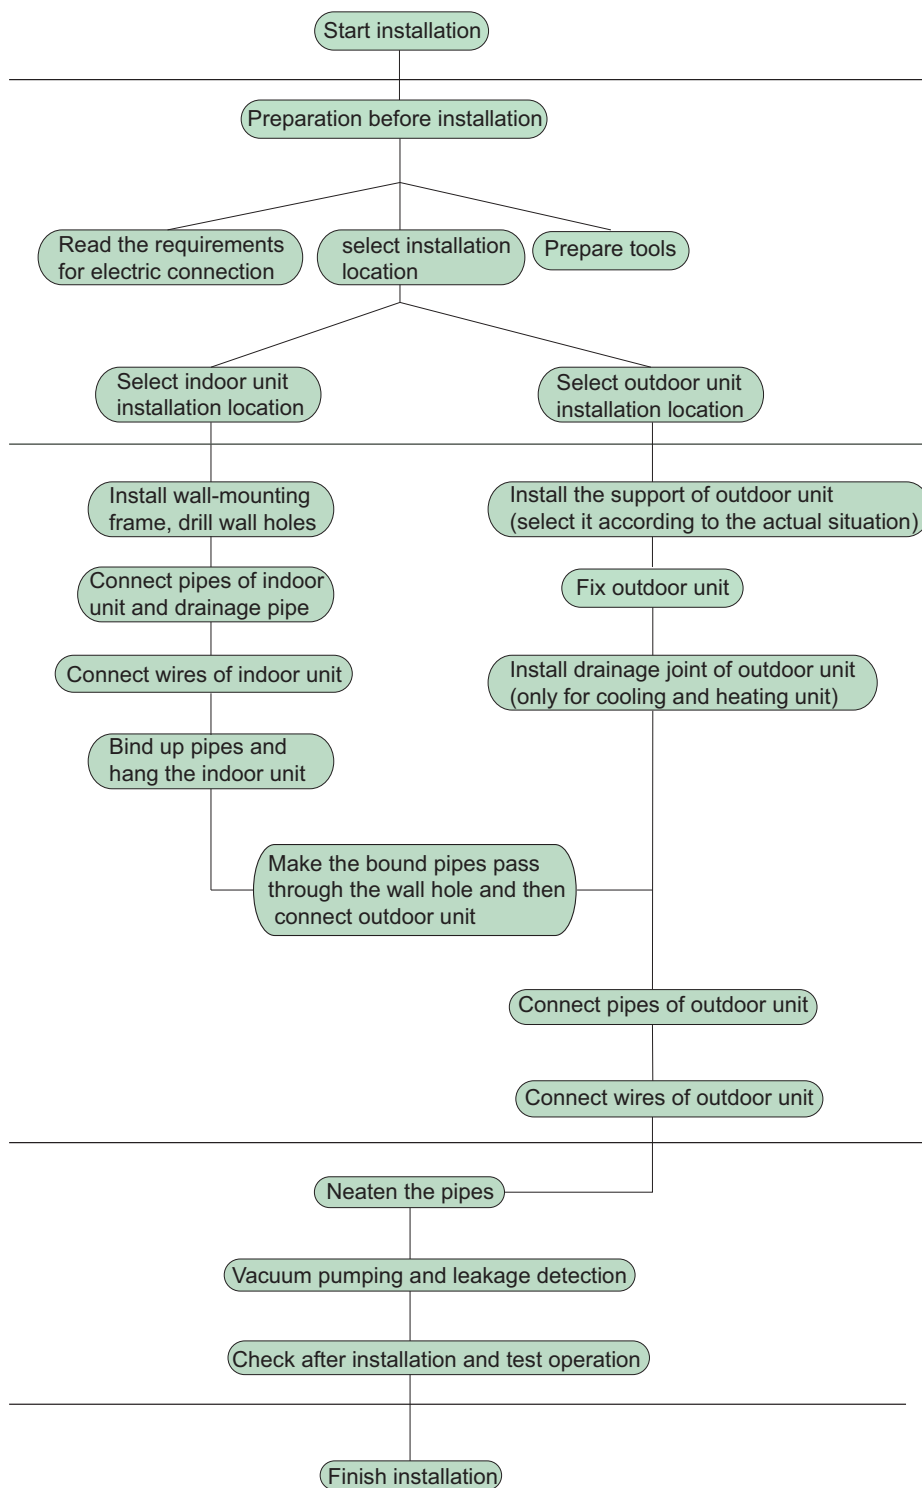 Start installation
Preparation before installation
Read the requirements
for electric connection
select installation
location
Prepare tools
Select indoor unit
installation location
Select outdoor unit
installation location
Install wall-mounting
frame, drill wall holes
Install the support of outdoor unit
(select it according to the actual situation)
Connect pipes of indoor
unit and drainage pipe
Fix outdoor unit
Connect wires of indoor unit
Install drainage joint of outdoor unit
(only for cooling and heating unit)
Bind up pipes and
hang the indoor unit
Make the bound pipes pass
through the wall hole and then
connect outdoor unit
Connect pipes of outdoor unit
Connect wires of outdoor unit
Neaten the pipes
Vacuum pumping and leakage detection
Check after installation and test operation
Finish installation